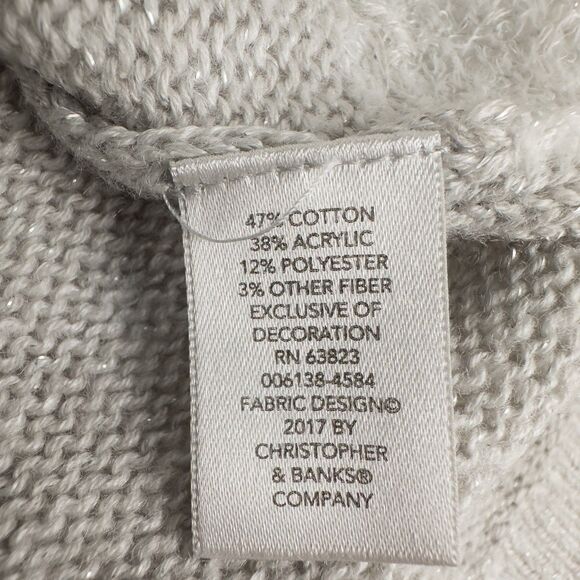 47% COTTON
38% ACRYLIC
12% POLYESTER
3% OTHER FIBER
EXCLUSIVE OF
DECORATION
RN 63823
006138-4584
FABRIC DESIGN©
2017 BY
CHRISTOPHER
& BANKS®
COMPANY